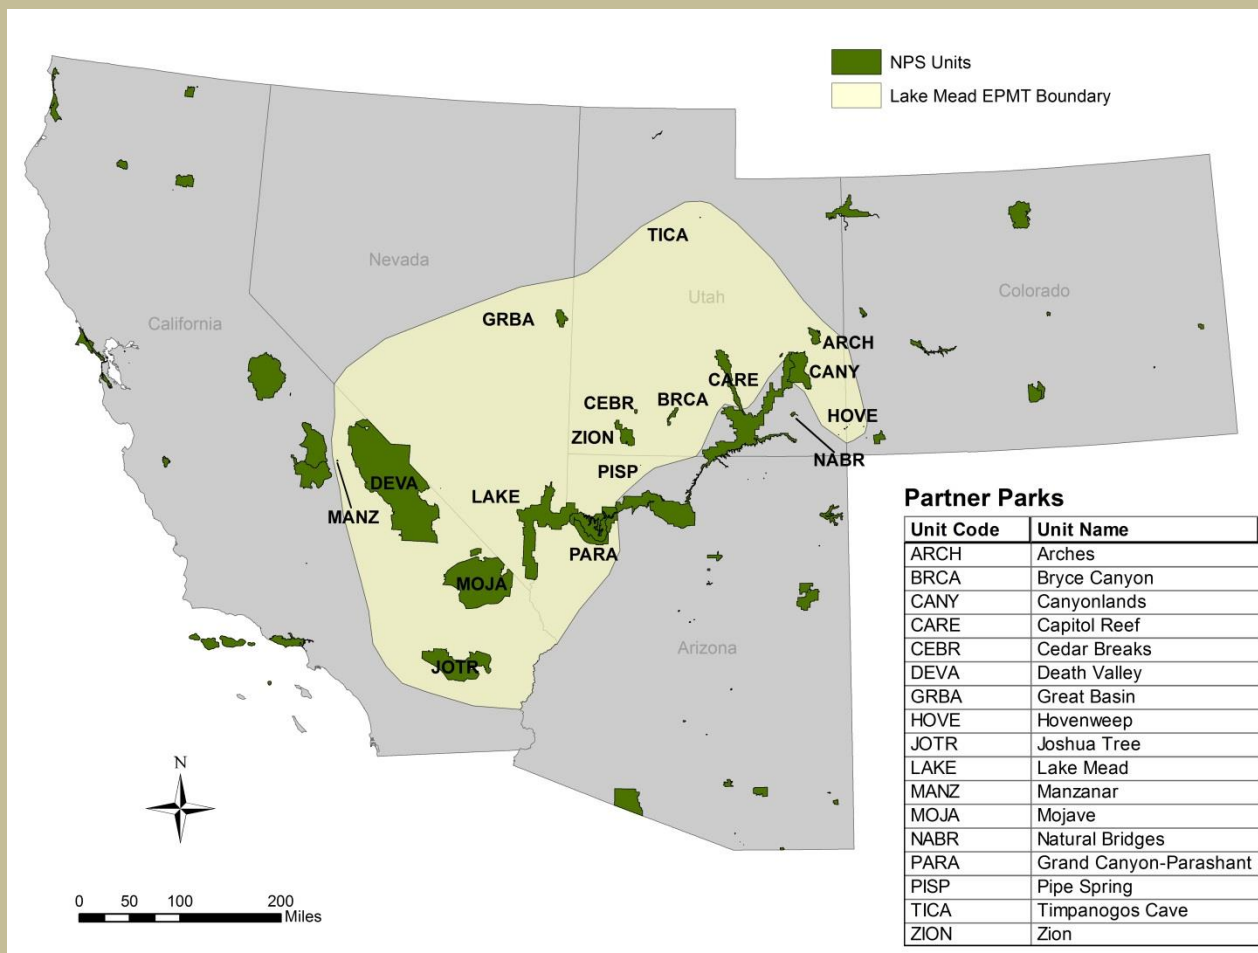 NPS Units
Lake Mead EPMT Boundary
TICA
Nevada
Utah
Colorado
California
GRBA
ARCH
CANY
CARE
CEBR
BRCA
HOVE
ZION
NABR
PISP
DEVA
LAKE
MANZ
PARA
MOJA
Arizona
JOTR
N
0 50 100 200
Miles
Partner Parks
Unit Code Unit Name
ARCH Arches
BRCA Bryce Canyon
CANY Canyonlands
CARE Capitol Reef
CEBR Cedar Breaks
DEVA Death Valley
GRBA Great Basin
HOVE Hovenweep
JOTR Joshua Tree
LAKE Lake Mead
MANZ Manzanar
MOJA Mojave
NABR Natural Bridges
PARA Grand Canyon-Parashant
PISP Pipe Spring
TICA Timpanogos Cave
ZION Zion